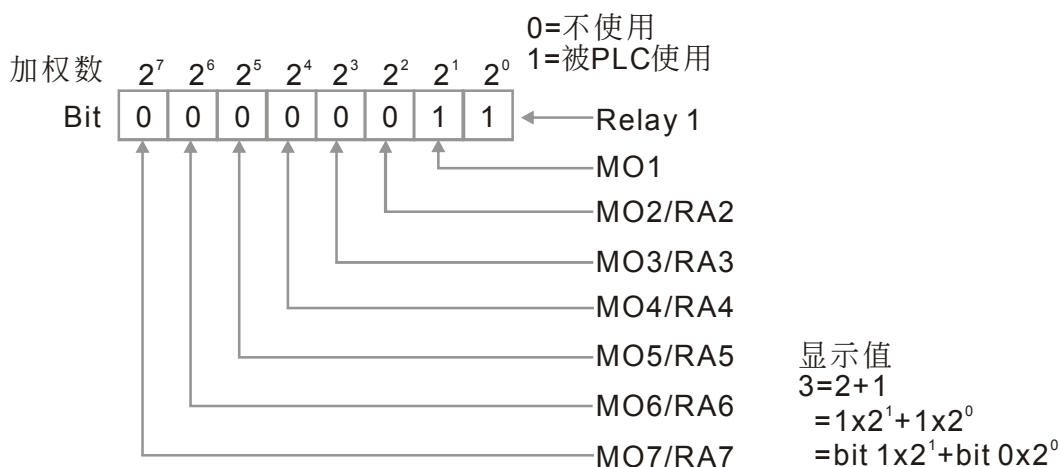 0=不使用
1=被PLC使用
加权数 2⁷ 2⁶ 2⁵ 2⁴ 2³ 2² 2¹ 2⁰
Bit 0 0 0 0 0 0 1 1 Relay 1
MO1
MO2/RA2
MO3/RA3
MO4/RA4
MO5/RA5
MO6/RA6
MO7/RA7
显示值
3=2+1
=1x2¹+1x2⁰
=bit 1x2¹+bit 0x2⁰